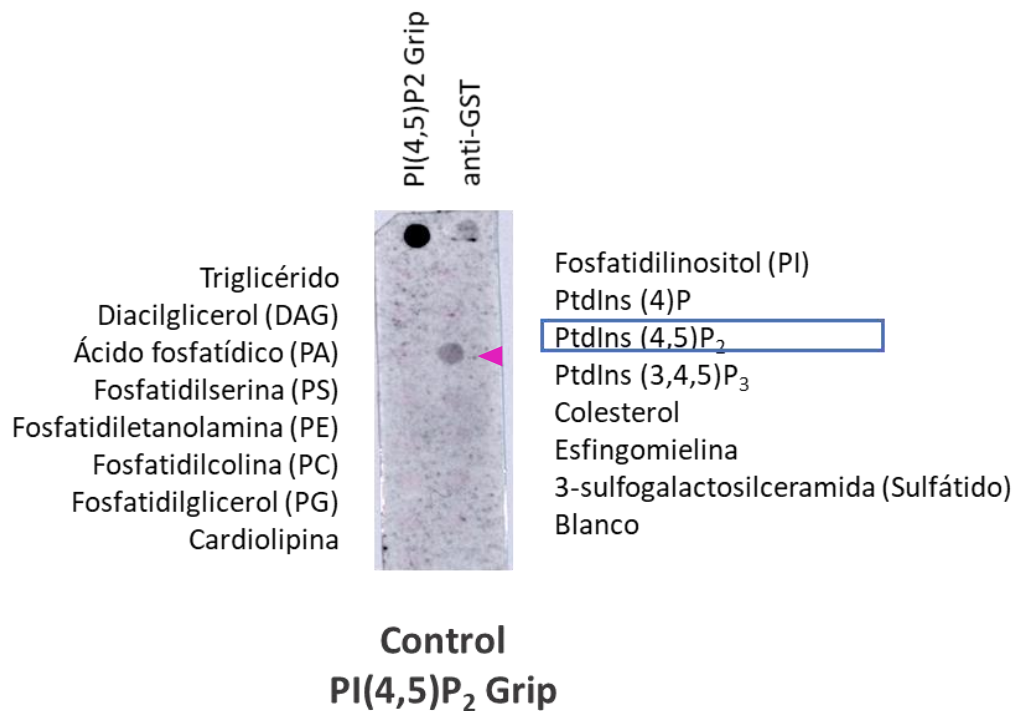 PI(4,5)P2 Grip
anti-GST
Triglicérido
Diacilglicerol (DAG)
Ácido fosfatídico (PA)
Fosfatidilserina (PS)
Fosfatidiletanolamina (PE)
Fosfatidilcolina (PC)
Fosfatidilglicerol (PG)
Cardiolipina
Fosfatidilinositol (PI)
PtdIns (4)P
PtdIns (4,5)P₂
PtdIns (3,4,5)P₃
Colesterol
Esfingomielina
3-sulfogalactosilceramida (Sulfátido)
Blanco
Control
PI(4,5)P₂ Grip